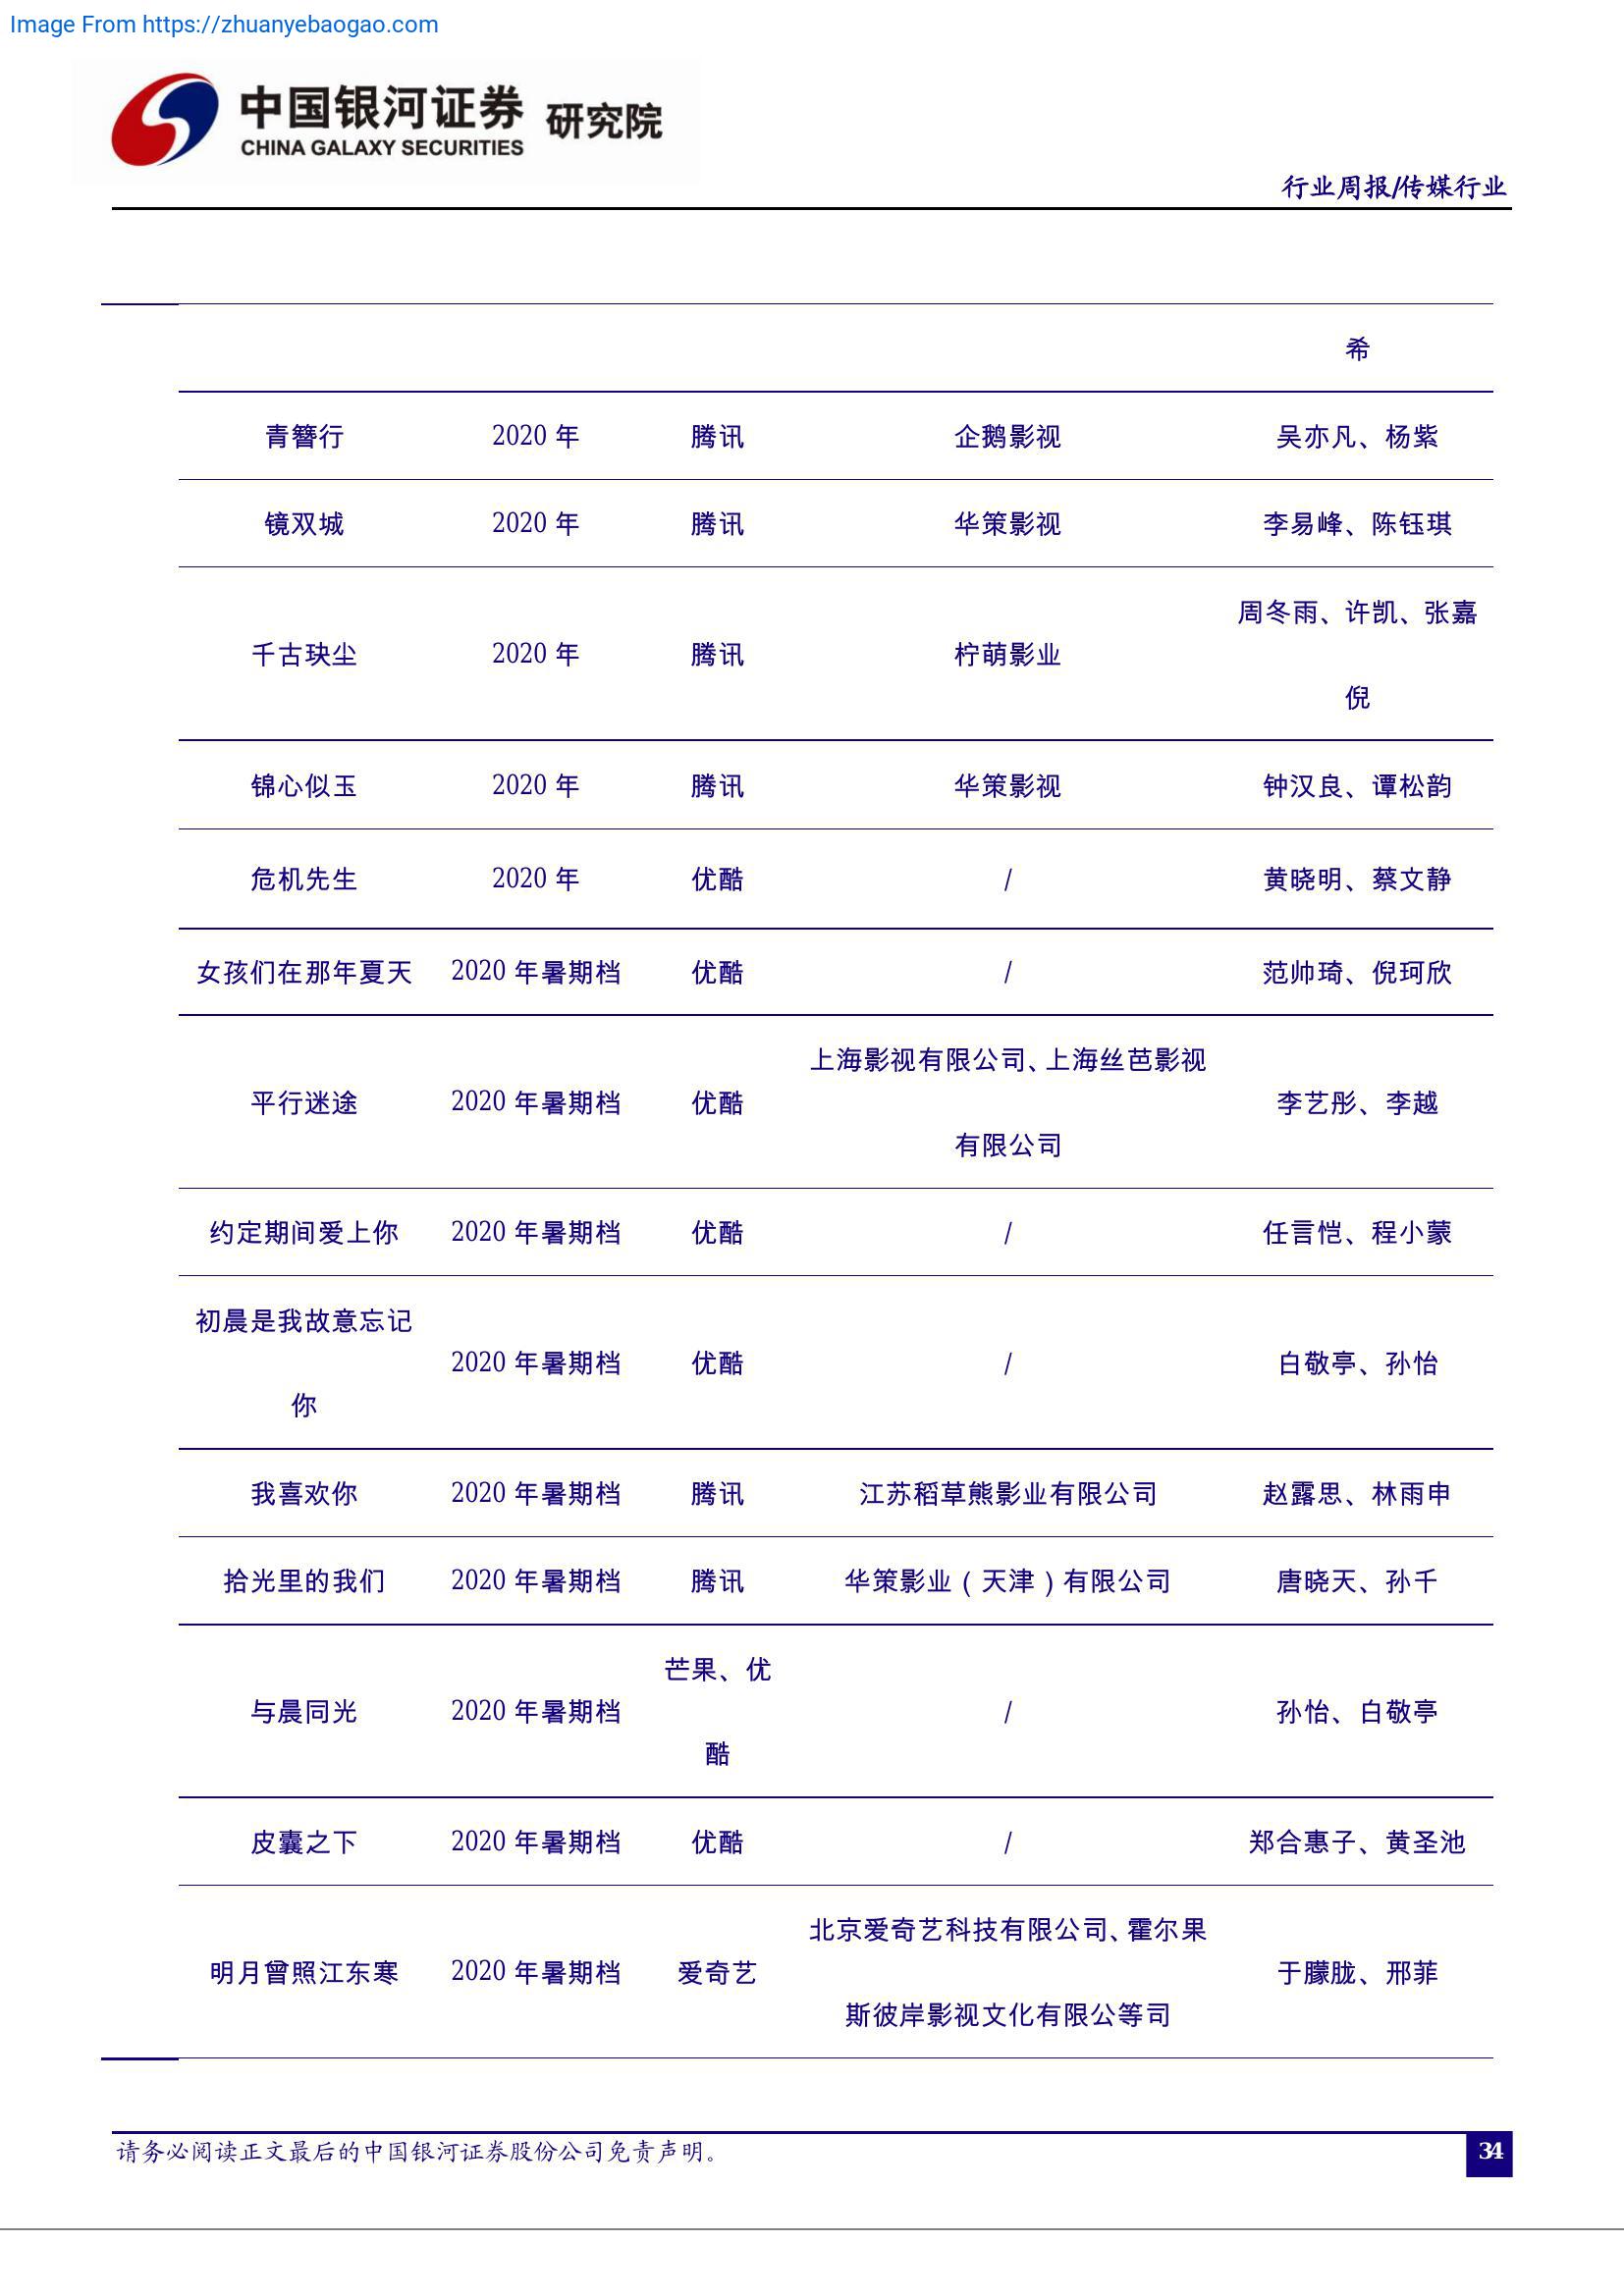 Image From https://zhuanyebaogao.com
中国银河证券 研究院
CHINA GALAXY SECURITIES
行业周报/传媒行业
希
青簪行 2020 年 腾讯 企鹅影视 吴亦凡、杨紫
镜双城 2020 年 腾讯 华策影视 李易峰、陈钰琪
周冬雨、许凯、张嘉
千古玦尘 2020 年 腾讯 柠萌影业
倪
锦心似玉 2020 年 腾讯 华策影视 钟汉良、谭松韵
危机先生 2020 年 优酷 / 黄晓明、蔡文静
女孩们在那年夏天 2020 年暑期档 优酷 / 范帅琦、倪珂欣
上海影视有限公司、上海丝芭影视
平行迷途 2020 年暑期档 优酷 李艺彤、李越
有限公司
约定期间爱上你 2020 年暑期档 优酷 / 任言恺、程小蒙
初晨是我故意忘记
2020 年暑期档 优酷 / 白敬亭、孙怡
你
我喜欢你 2020 年暑期档 腾讯 江苏稻草熊影业有限公司 赵露思、林雨申
拾光里的我们 2020 年暑期档 腾讯 华策影业（天津）有限公司 唐晓天、孙千
芒果、优
与晨同光 2020 年暑期档 / 孙怡、白敬亭
酷
皮囊之下 2020 年暑期档 优酷 / 郑合惠子、黄圣池
北京爱奇艺科技有限公司、霍尔果
明月曾照江东寒 2020 年暑期档 爱奇艺 于朦胧、邢菲
斯彼岸影视文化有限公等司
请务必阅读正文最后的中国银河证券股份公司免责声明。 34